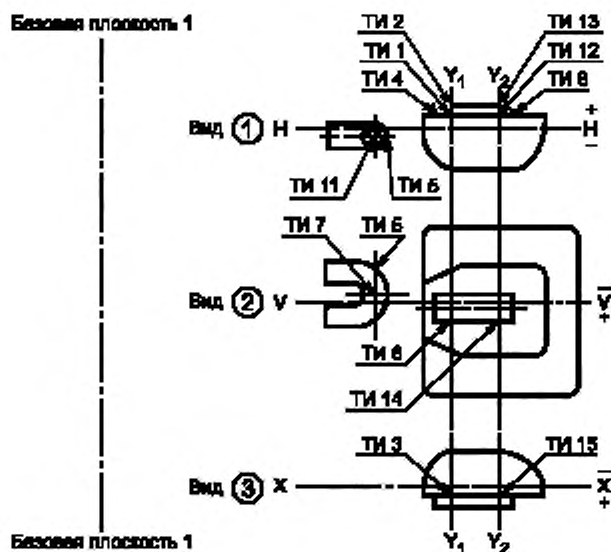 Базовая плоскость 1
ТИ 2 ТИ 13
ТИ 1 Y1 Y2 ТИ 12
ТИ 4 ТИ 8
+
Вид 1 H H
−
ТИ 11 ТИ 5
ТИ 7 ТИ 5
Вид 2 V V
+
ТИ 6
ТИ 14
ТИ 3 ТИ 15
Вид 3 X X
+
Базовая плоскость 1 Y1 Y2